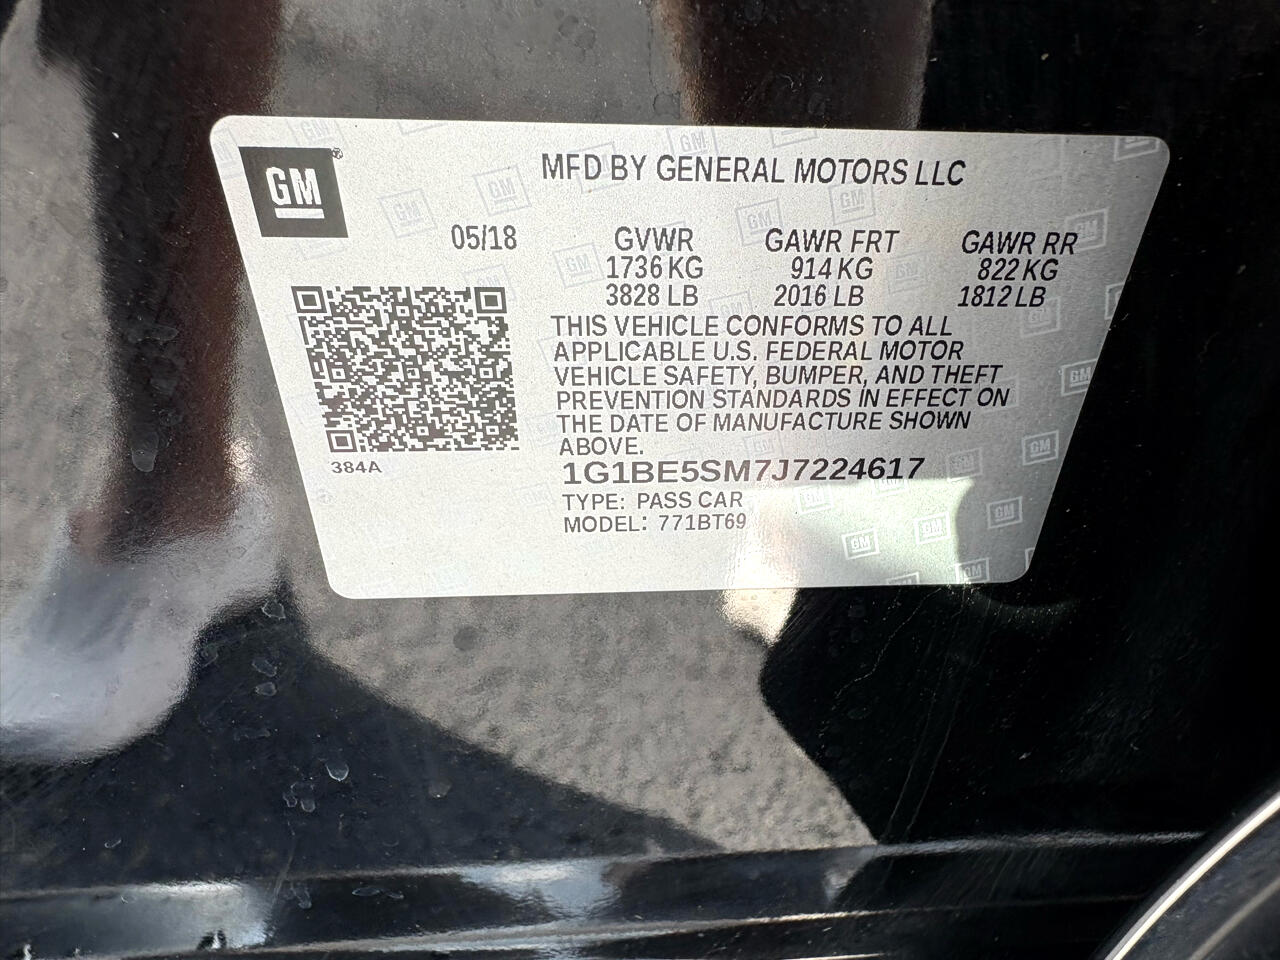 GM ®
MFD BY GENERAL MOTORS LLC
05/18 GVWR GAWR FRT GAWR RR
1736 KG 914 KG 822 KG
3828 LB 2016 LB 1812 LB
THIS VEHICLE CONFORMS TO ALL
APPLICABLE U.S. FEDERAL MOTOR
VEHICLE SAFETY, BUMPER, AND THEFT
PREVENTION STANDARDS IN EFFECT ON
THE DATE OF MANUFACTURE SHOWN
ABOVE.
384A
1G1BE5SM7J7224617
TYPE: PASS CAR
MODEL: 771BT69